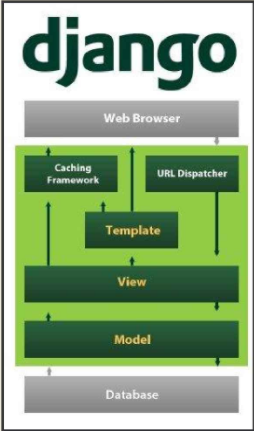 django
Web Browser
Caching
Framework
URL Dispatcher
Template
View
Model
Database